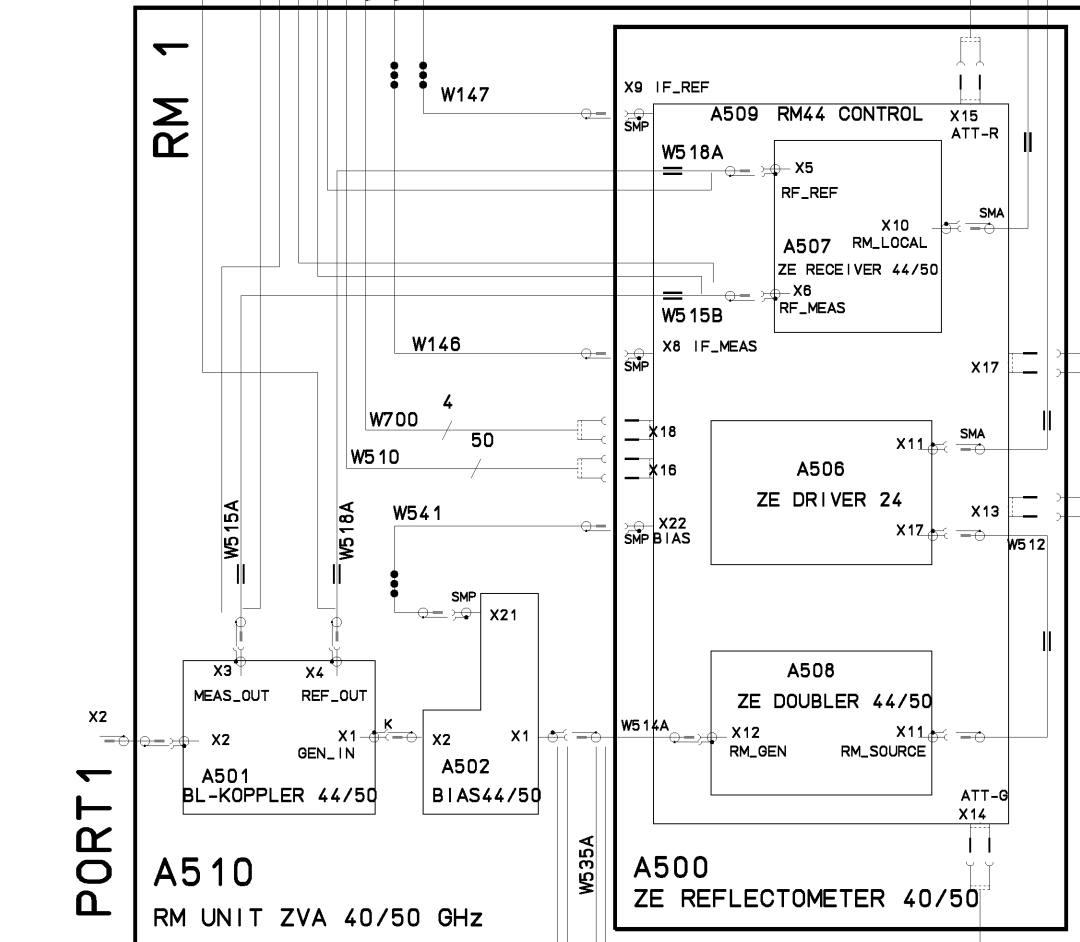 RM 1
W147
X9 IF_REF
SMP
A509 RM44 CONTROL
X15
ATT-R
W518A
X5
RF_REF
SMA
X10
RM_LOCAL
A507
ZE RECEIVER 44/50
X6
RF_MEAS
W515B
W146
X8 IF_MEAS
SMP
X17
4
W700
X18
50
W510
X16
X11
SMA
A506
ZE DRIVER 24
X17
X13
W512
W541
X22
SMP BIAS
W515A
W518A
SMP
X21
X3
MEAS_OUT
X4
REF_OUT
X2
X2
X1
GEN_IN
K
A501
BL-KOPPLER 44/50
X2
X1
A502
BIAS44/50
W514A
A508
ZE DOUBLER 44/50
X12
RM_GEN
X11
RM_SOURCE
ATT-G
X14
W535A
PORT1
A510
RM UNIT ZVA 40/50 GHz
A500
ZE REFLECTOMETER 40/50